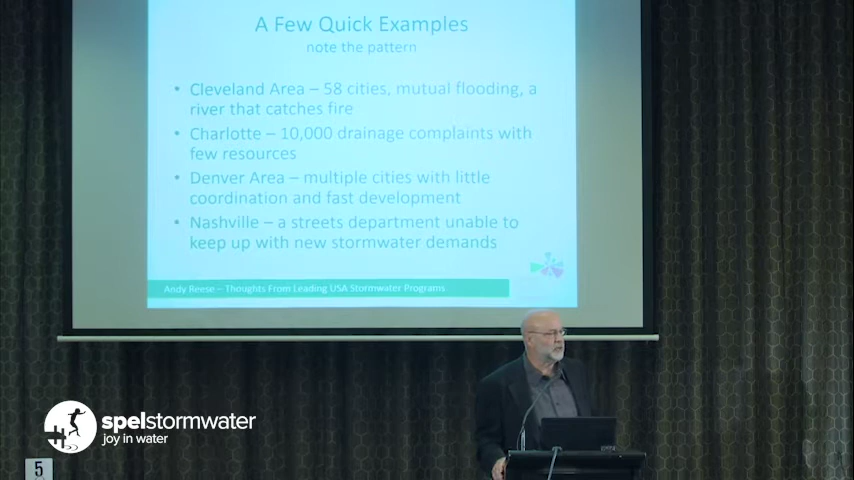 A Few Quick Examples
note the pattern
• Cleveland Area – 58 cities, mutual flooding, a
river that catches fire
• Charlotte – 10,000 drainage complaints with
few resources
• Denver Area – multiple cities with little
coordination and fast development
• Nashville – a streets department unable to
keep up with new stormwater demands
Andy Reese – Thoughts From Leading USA Stormwater Programs
spelstormwater
joy in water
5